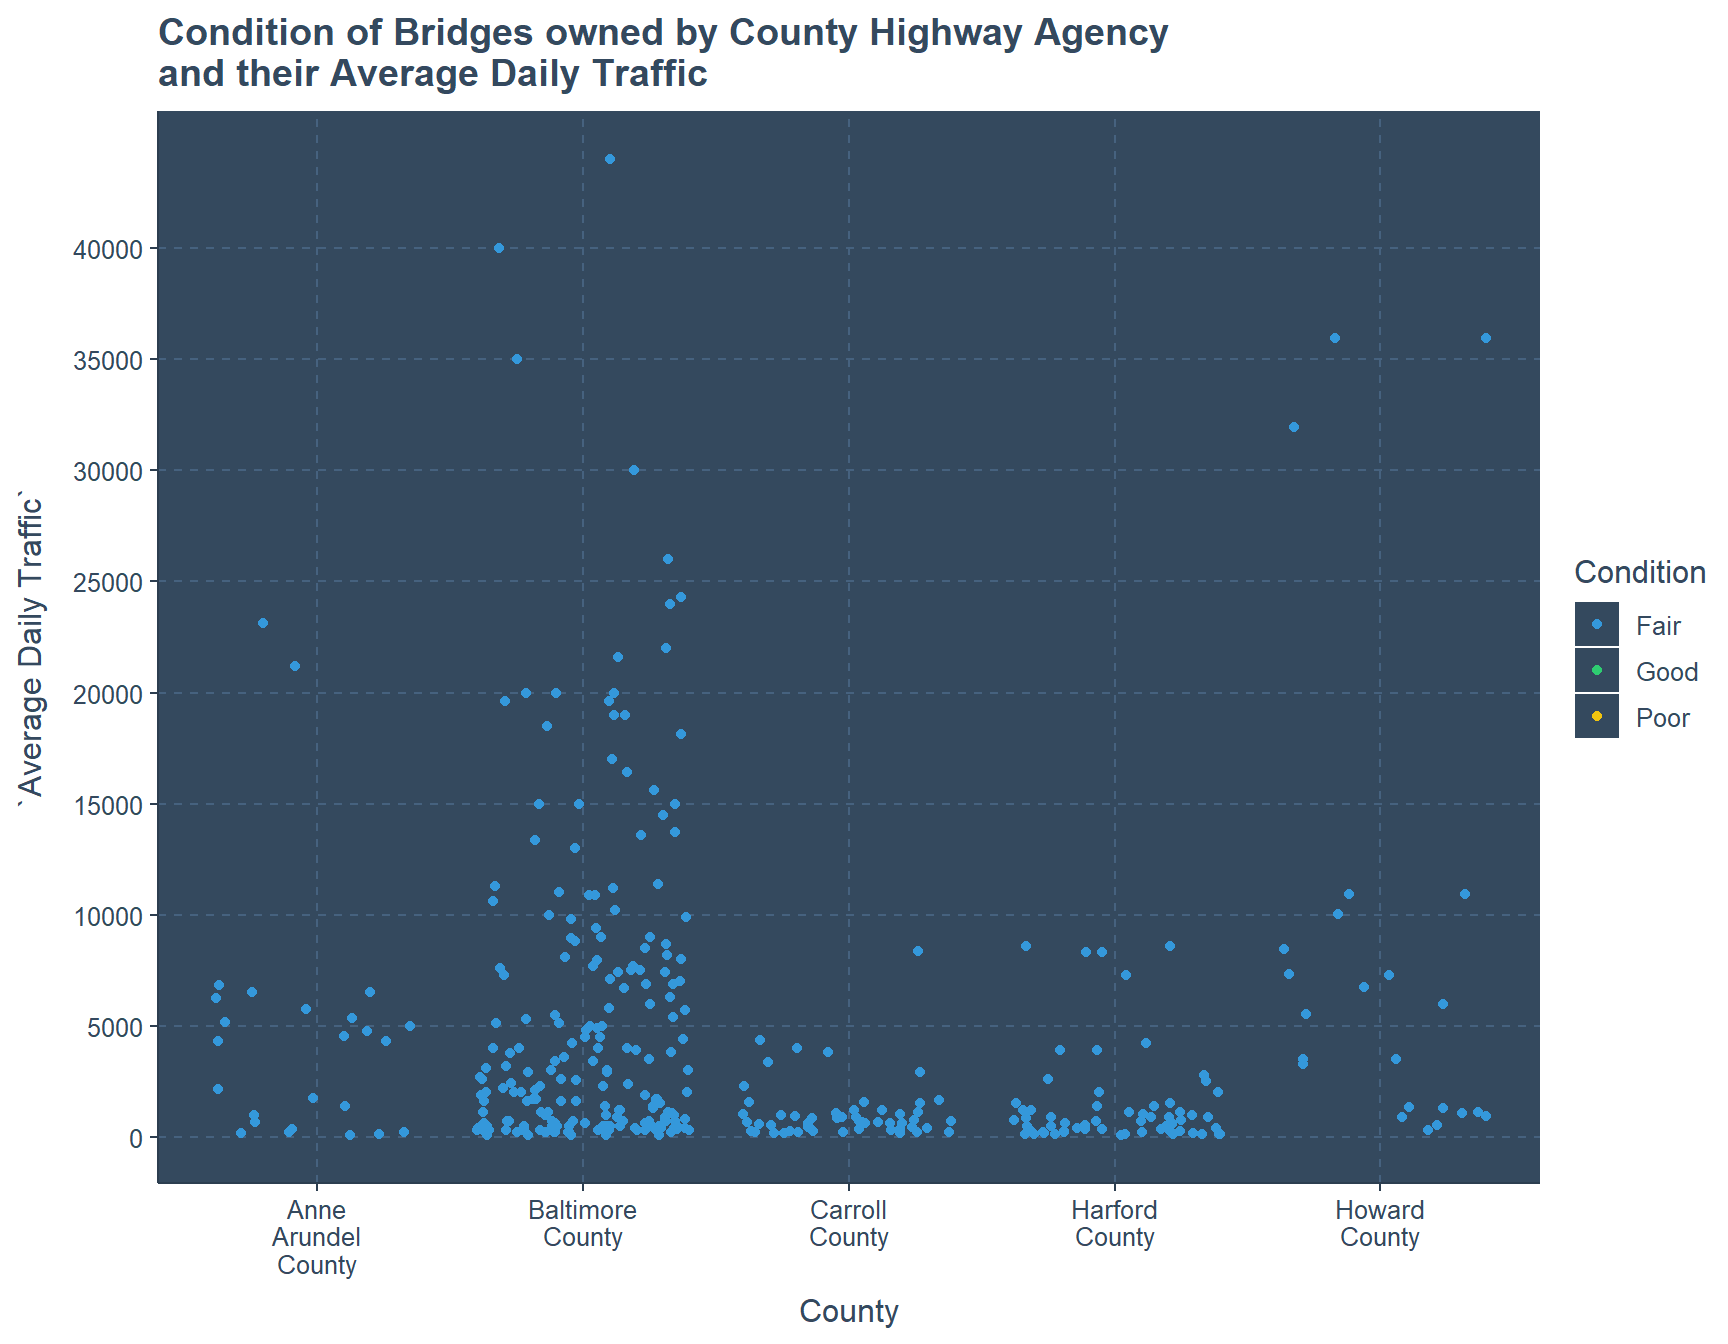 Condition of Bridges owned by County Highway Agency
and their Average Daily Traffic
`Average Daily Traffic`
40000
35000
30000
25000
20000
15000
10000
5000
0
Anne
Arundel
County
Baltimore
County
Carroll
County
Harford
County
Howard
County
County
Condition
Fair
Good
Poor